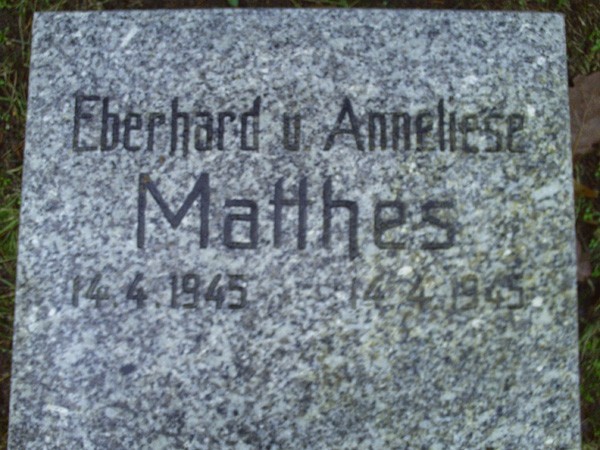 Eberhard u. Anneliese
Matthes
14.4.1945 14.4.1945